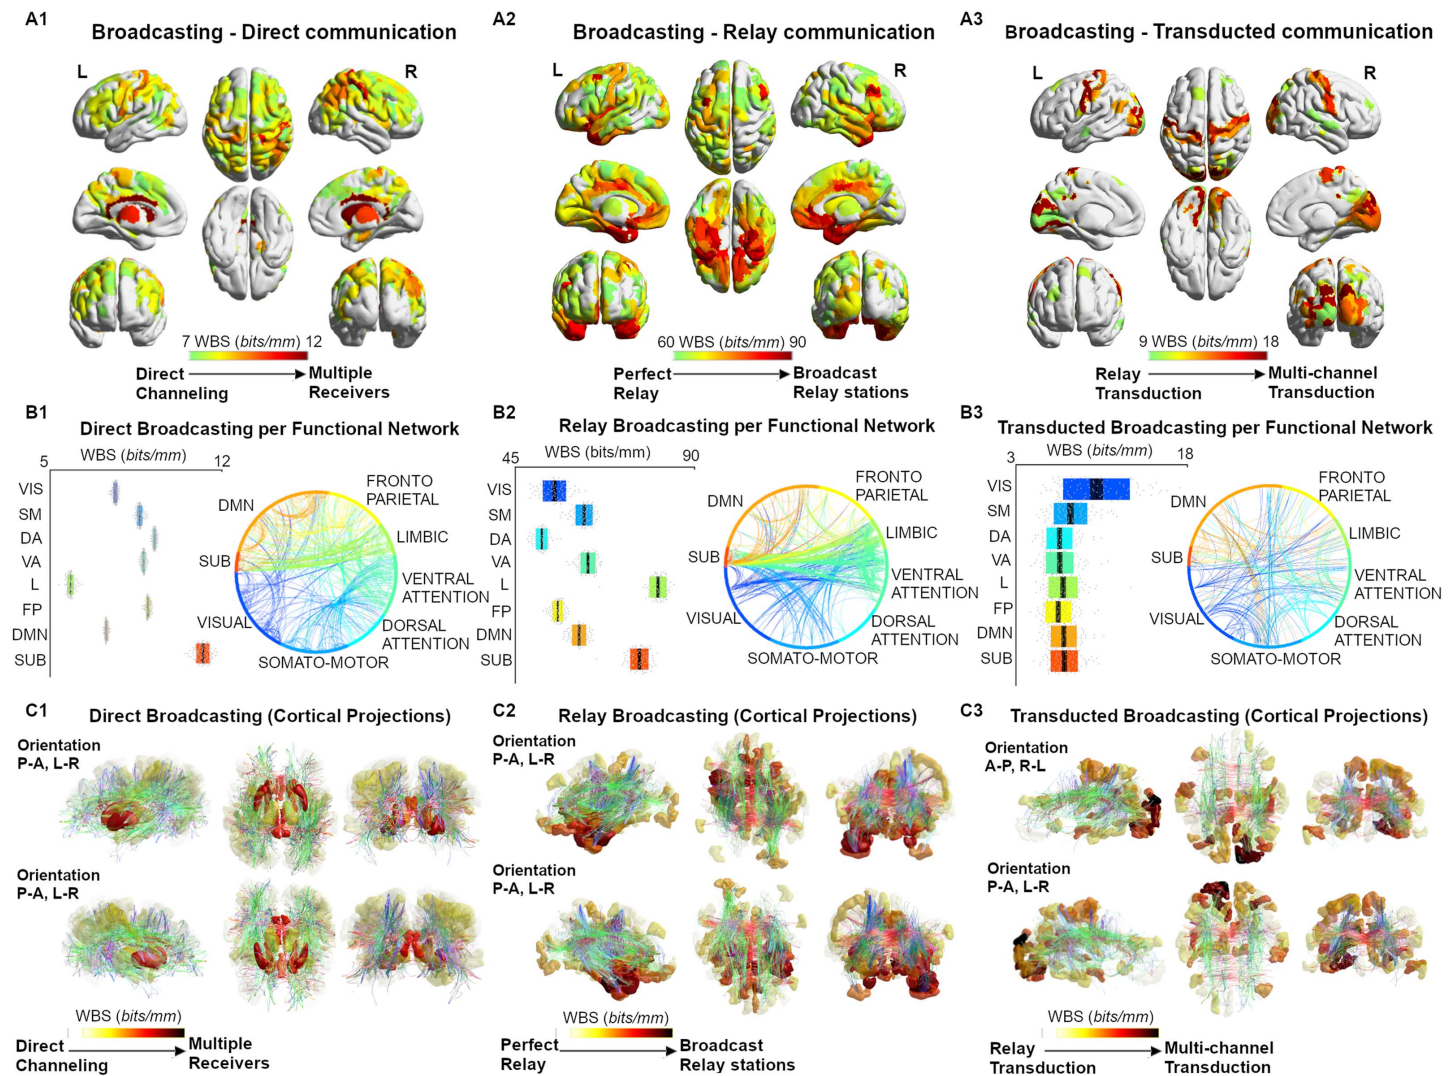 A1
Broadcasting - Direct communication
L
R
7 WBS (bits/mm) 12
Direct
Channeling
Multiple
Receivers
A2
Broadcasting - Relay communication
L
R
60 WBS (bits/mm) 90
Perfect
Relay
Broadcast
Relay stations
A3
Broadcasting - Transducted communication
L
R
9 WBS (bits/mm) 18
Relay
Transduction
Multi-channel
Transduction
B1
Direct Broadcasting per Functional Network
5
WBS (bits/mm)
12
VIS
SM
DA
VA
L
FP
DMN
SUB
DMN
FRONTO
PARIETAL
LIMBIC
SUB
VENTRAL
ATTENTION
VISUAL
DORSAL
ATTENTION
SOMATO-MOTOR
B2
Relay Broadcasting per Functional Network
45
WBS (bits/mm)
90
VIS
SM
DA
VA
L
FP
DMN
SUB
DMN
FRONTO
PARIETAL
LIMBIC
SUB
VENTRAL
ATTENTION
VISUAL
DORSAL
ATTENTION
SOMATO-MOTOR
B3
Transducted Broadcasting per Functional Network
3
WBS (bits/mm)
18
VIS
SM
DA
VA
L
FP
DMN
SUB
DMN
FRONTO
PARIETAL
LIMBIC
SUB
VENTRAL
ATTENTION
VISUAL
DORSAL
ATTENTION
SOMATO-MOTOR
C1
Direct Broadcasting (Cortical Projections)
Orientation
P-A, L-R
Orientation
P-A, L-R
WBS (bits/mm)
Direct
Channeling
Multiple
Receivers
C2
Relay Broadcasting (Cortical Projections)
Orientation
P-A, L-R
Orientation
P-A, L-R
WBS (bits/mm)
Perfect
Relay
Broadcast
Relay stations
C3
Transducted Broadcasting (Cortical Projections)
Orientation
A-P, R-L
Orientation
P-A, L-R
WBS (bits/mm)
Relay
Transduction
Multi-channel
Transduction